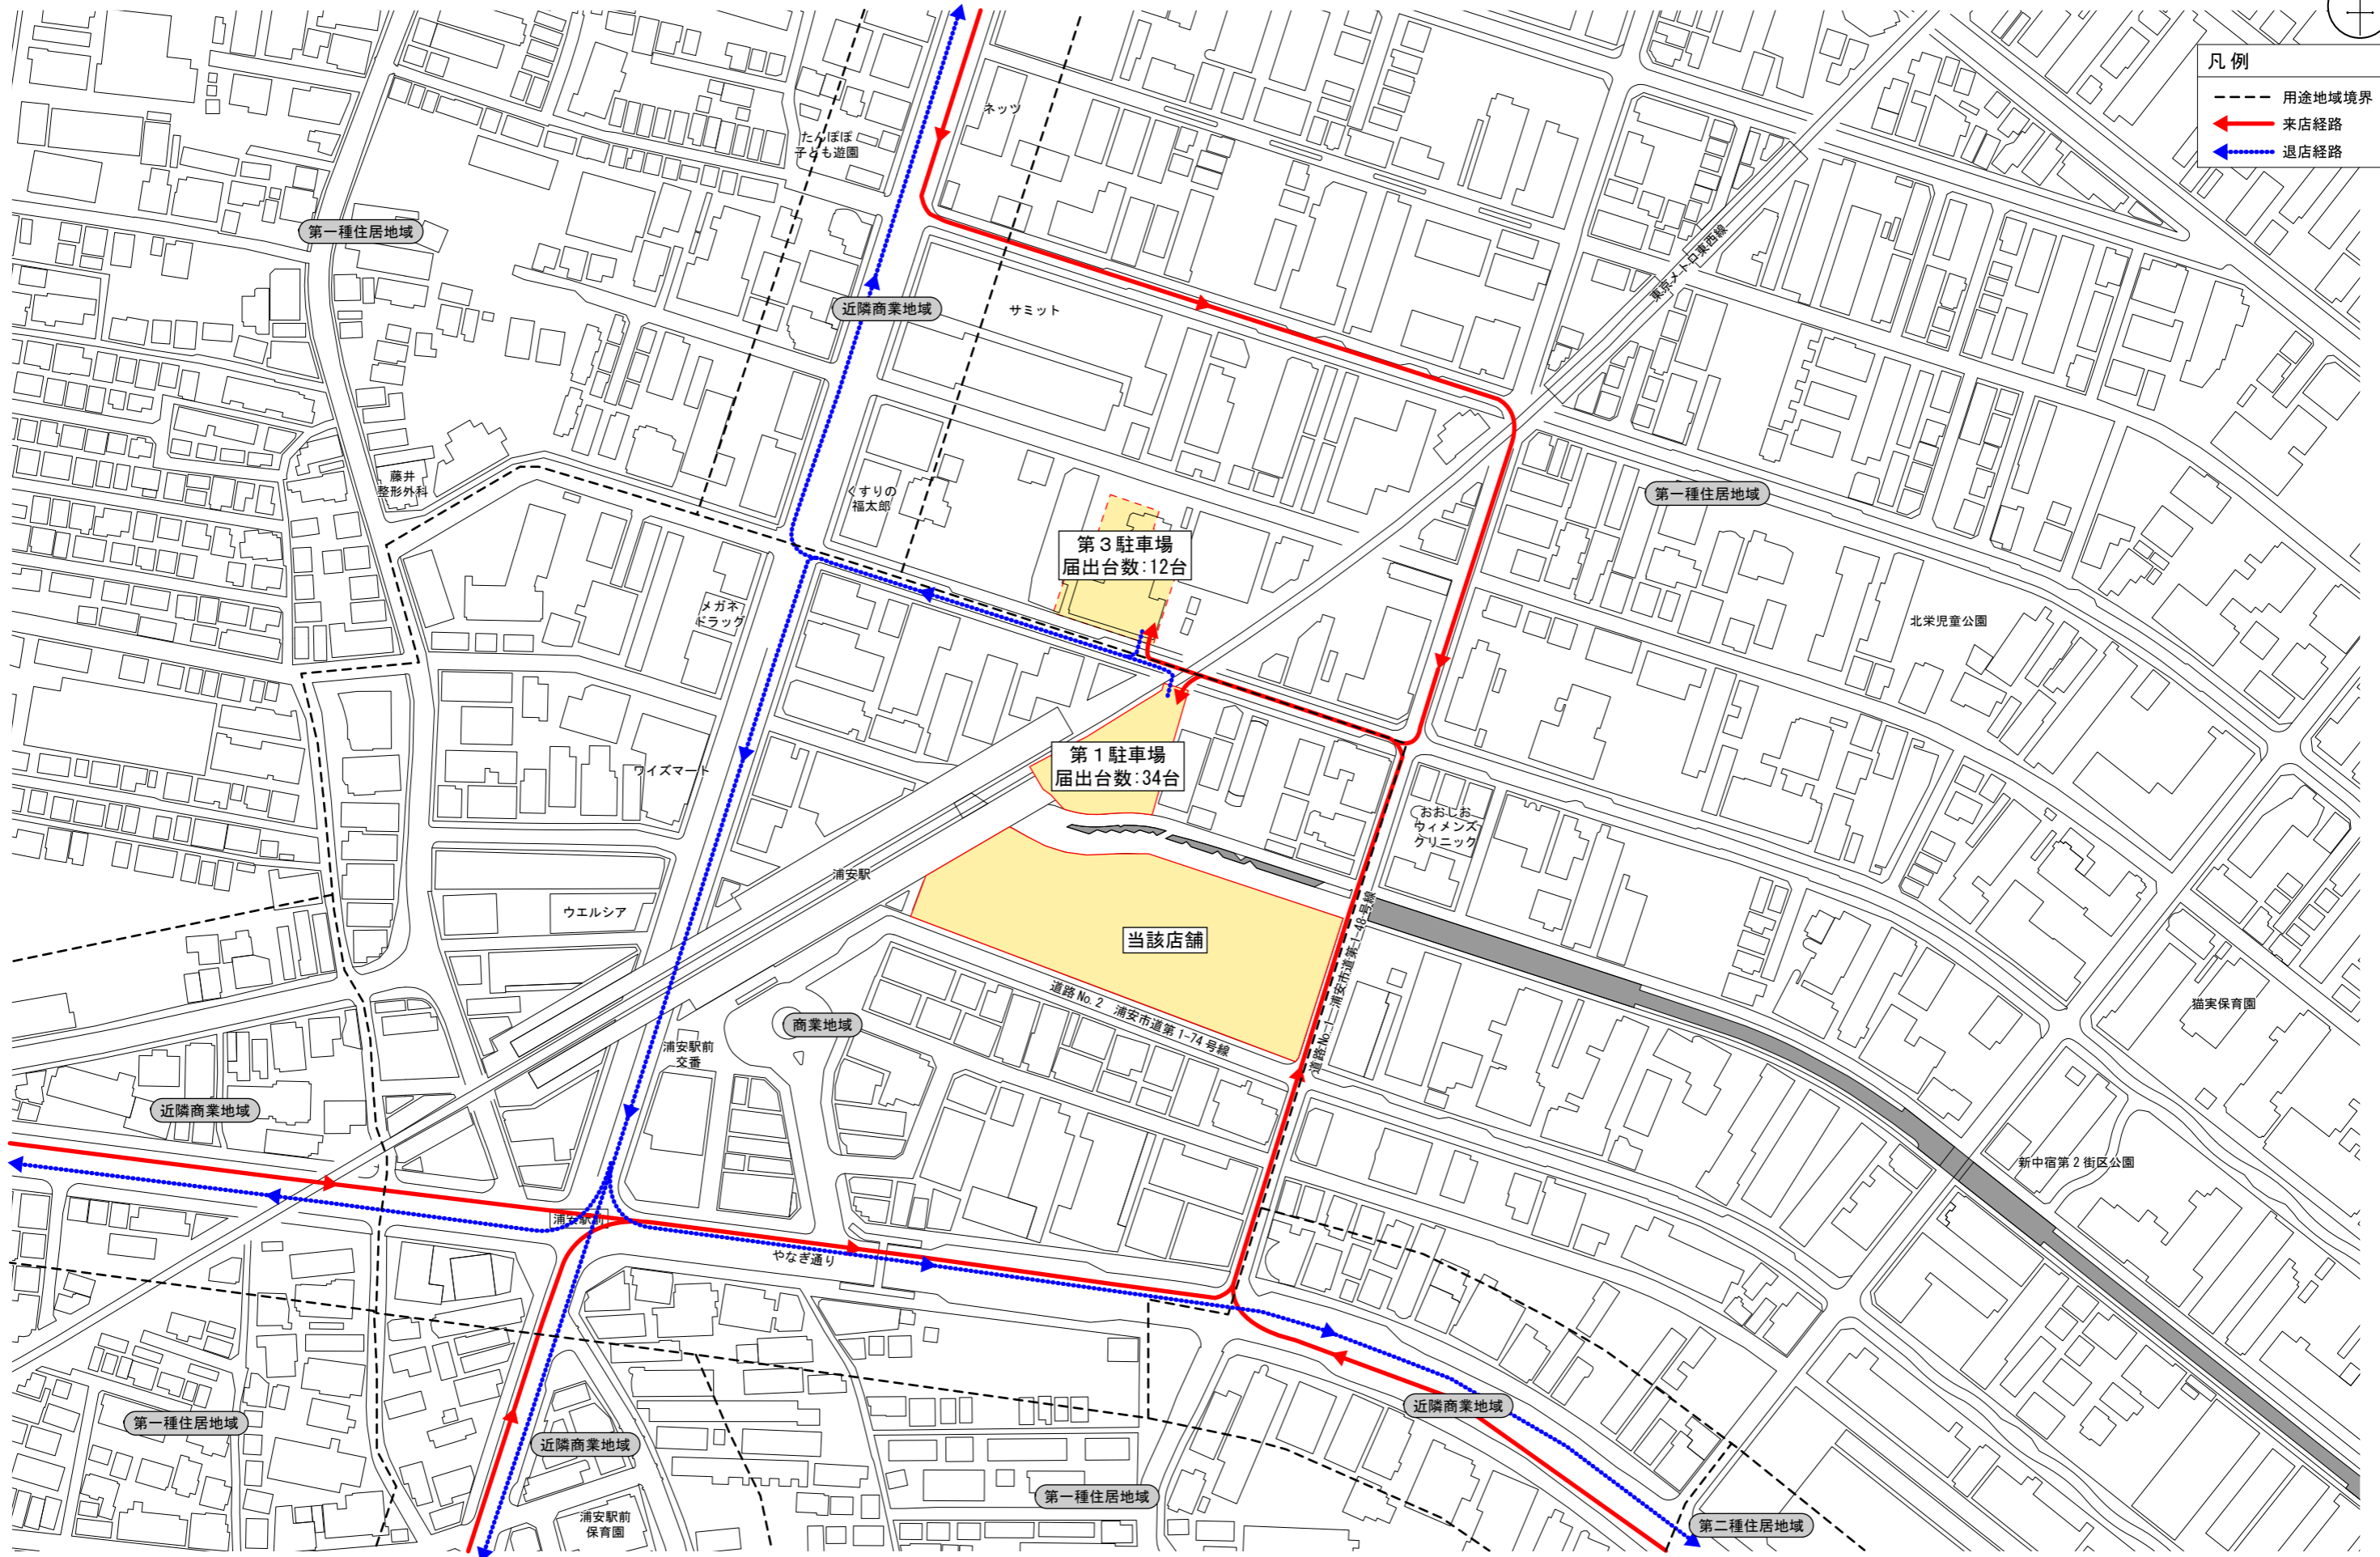 凡例
用途地域境界
来店経路
退店経路
ネッツ
たんぽぽ
子ども遊園
第一種住居地域
近隣商業地域
サミット
東京メトロ東西線
藤井
整形外科
くすりの
福太郎
第一種住居地域
第3駐車場
届出台数:12台
メガネ
ドラッグ
北栄児童公園
ワイズマート
第1駐車場
届出台数:34台
おおしお
ウィメンズ
クリニック
浦安駅
ウエルシア
当該店舗
道路No.1 浦安市道第1-48号線
道路No.2 浦安市道第1-74号線
猫実保育園
商業地域
浦安駅前
交番
近隣商業地域
新中宿第2街区公園
浦安駅前
やなぎ通り
近隣商業地域
第一種住居地域
近隣商業地域
第一種住居地域
浦安駅前
保育園
第二種住居地域